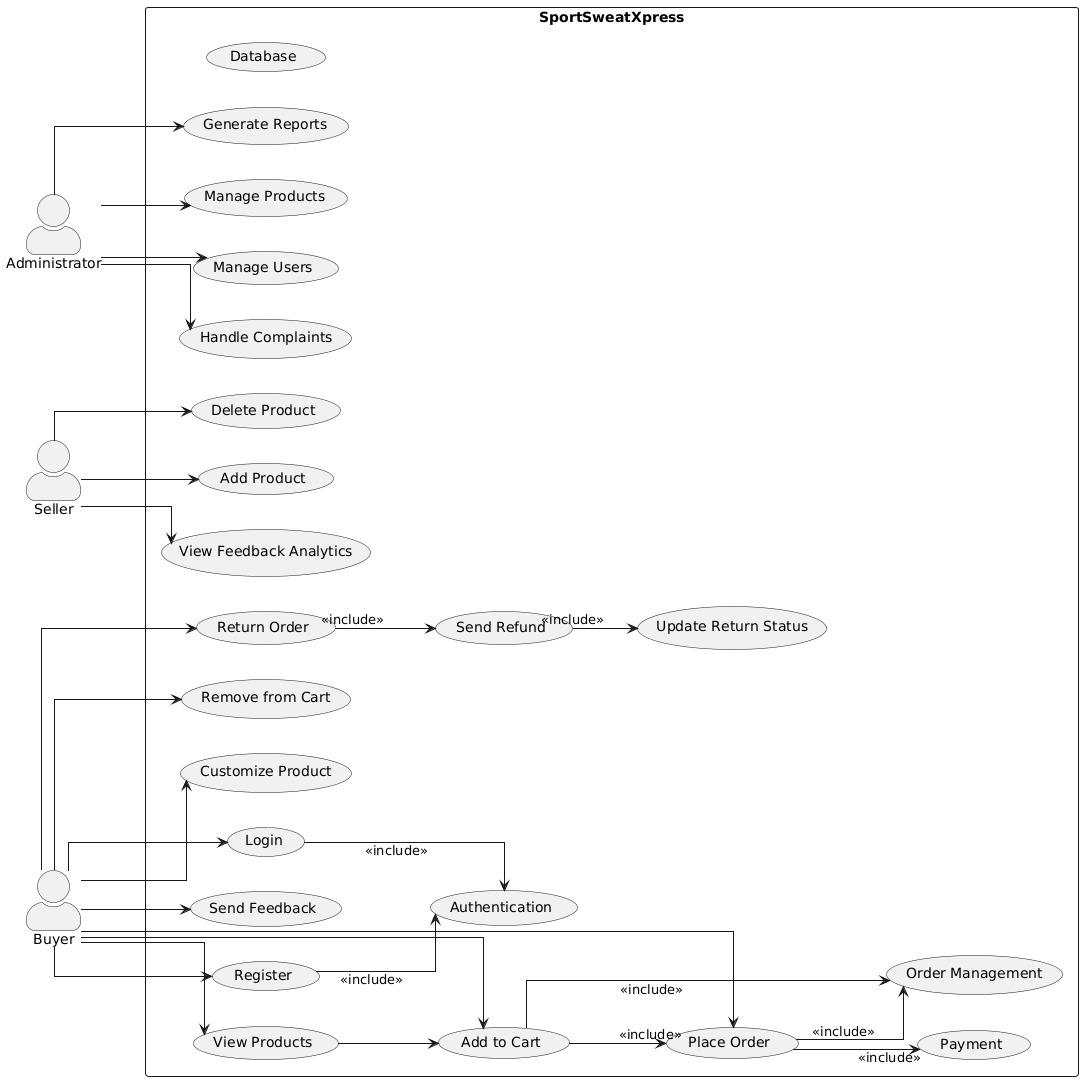 SportSweatXpress
Database
Generate Reports
Manage Products
Administrator
Manage Users
Handle Complaints
Delete Product
Add Product
Seller
View Feedback Analytics
Return Order
«include»
Send Refund
«include»
Update Return Status
Remove from Cart
Customize Product
Login
«include»
Send Feedback
Authentication
Buyer
Register
«include»
Order Management
«include»
View Products
Add to Cart
«include»
Place Order
«include»
Payment
«include»